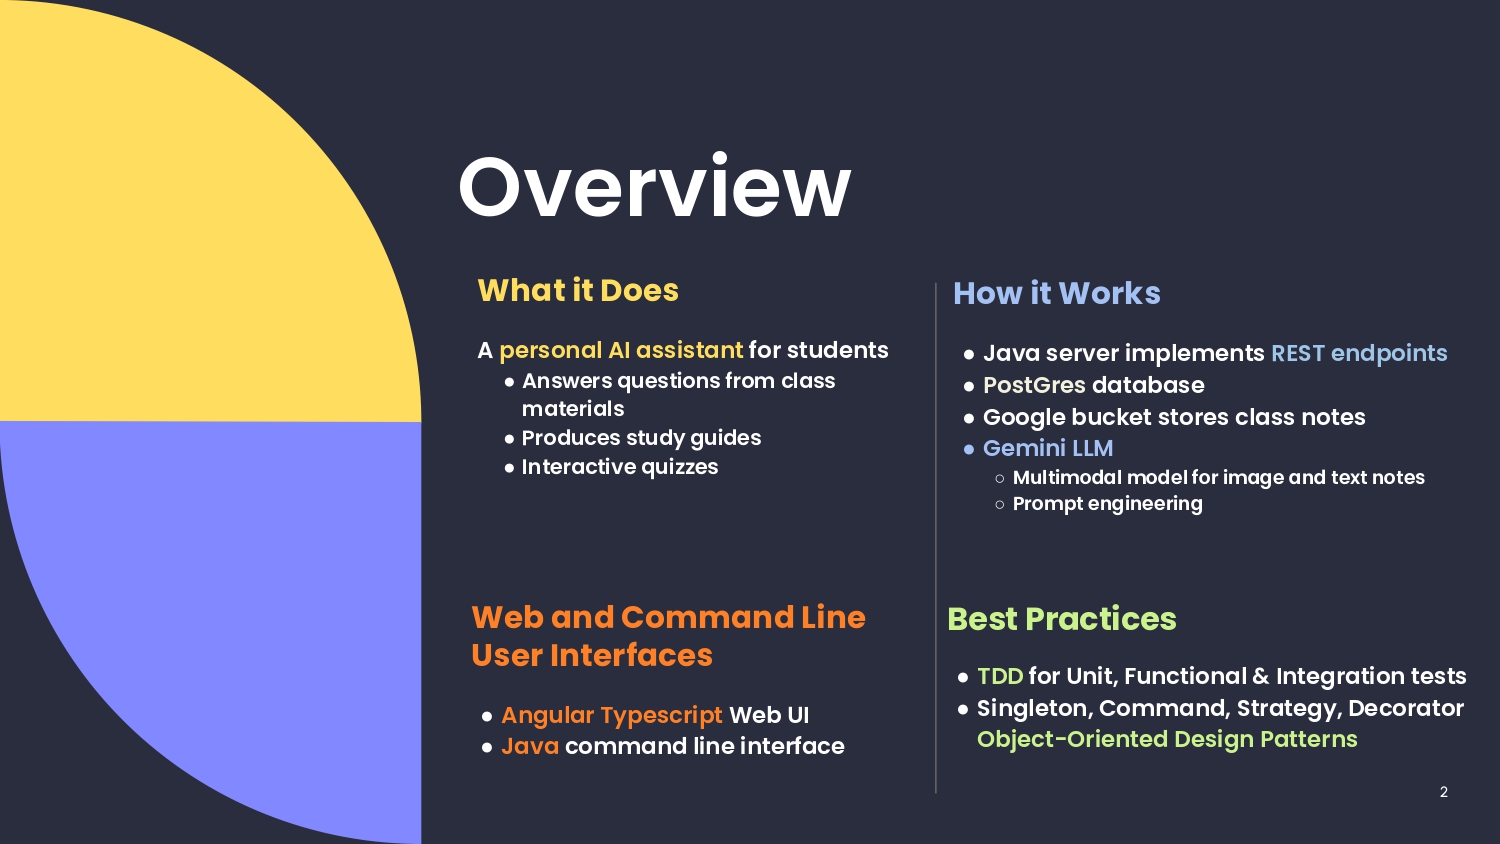 Overview
What it Does
A personal AI assistant for students
● Answers questions from class
materials
● Produces study guides
● Interactive quizzes
How it Works
● Java server implements REST endpoints
● PostGres database
● Google bucket stores class notes
● Gemini LLM
○ Multimodal model for image and text notes
○ Prompt engineering
Web and Command Line
User Interfaces
● Angular Typescript Web UI
● Java command line interface
Best Practices
● TDD for Unit, Functional & Integration tests
● Singleton, Command, Strategy, Decorator
Object-Oriented Design Patterns
2